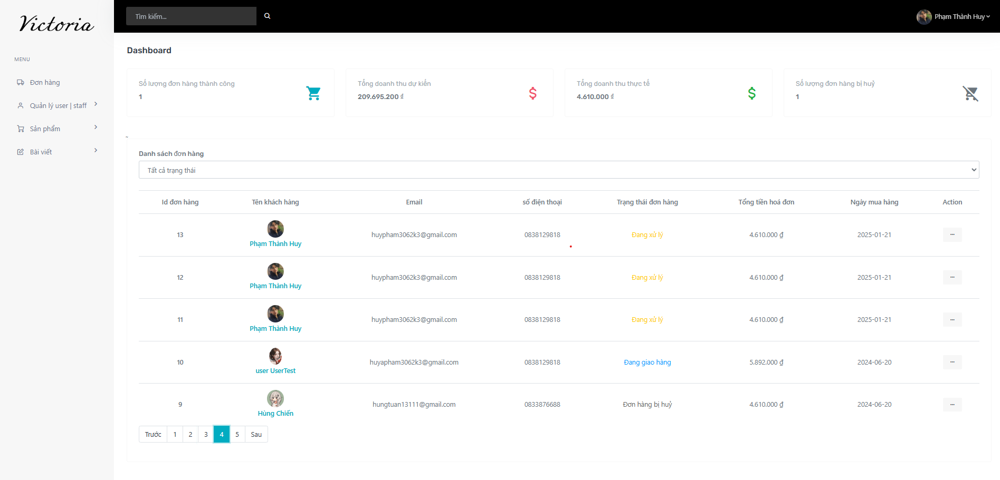 Victoria
Tìm kiếm...
Phạm Thành Huy
MENU
Đơn hàng
Quản lý user | staff
Sản phẩm
Bài viết
Dashboard
Số lượng đơn hàng thành công
1
Tổng doanh thu dự kiến
209.695.200 ₫
Tổng doanh thu thực tế
4.610.000 ₫
Số lượng đơn hàng bị huỷ
1
~
Danh sách đơn hàng
Tất cả trạng thái
Id đơn hàng Tên khách hàng Email số điện thoại Trạng thái đơn hàng Tổng tiền hoá đơn Ngày mua hàng Action
13 Phạm Thành Huy huypham3062k3@gmail.com 0838129818 Đang xử lý 4.610.000 ₫ 2025-01-21 ...
12 Phạm Thành Huy huypham3062k3@gmail.com 0838129818 Đang xử lý 4.610.000 ₫ 2025-01-21 ...
11 Phạm Thành Huy huypham3062k3@gmail.com 0838129818 Đang xử lý 4.610.000 ₫ 2025-01-21 ...
10 user UserTest huyapham3062k3@gmail.com 0838129818 Đang giao hàng 5.892.000 ₫ 2024-06-20 ...
9 Hùng Chiến hungtuan13111@gmail.com 0833876688 Đơn hàng bị huỷ 4.610.000 ₫ 2024-06-20 ...
Trước 1 2 3 4 5 Sau